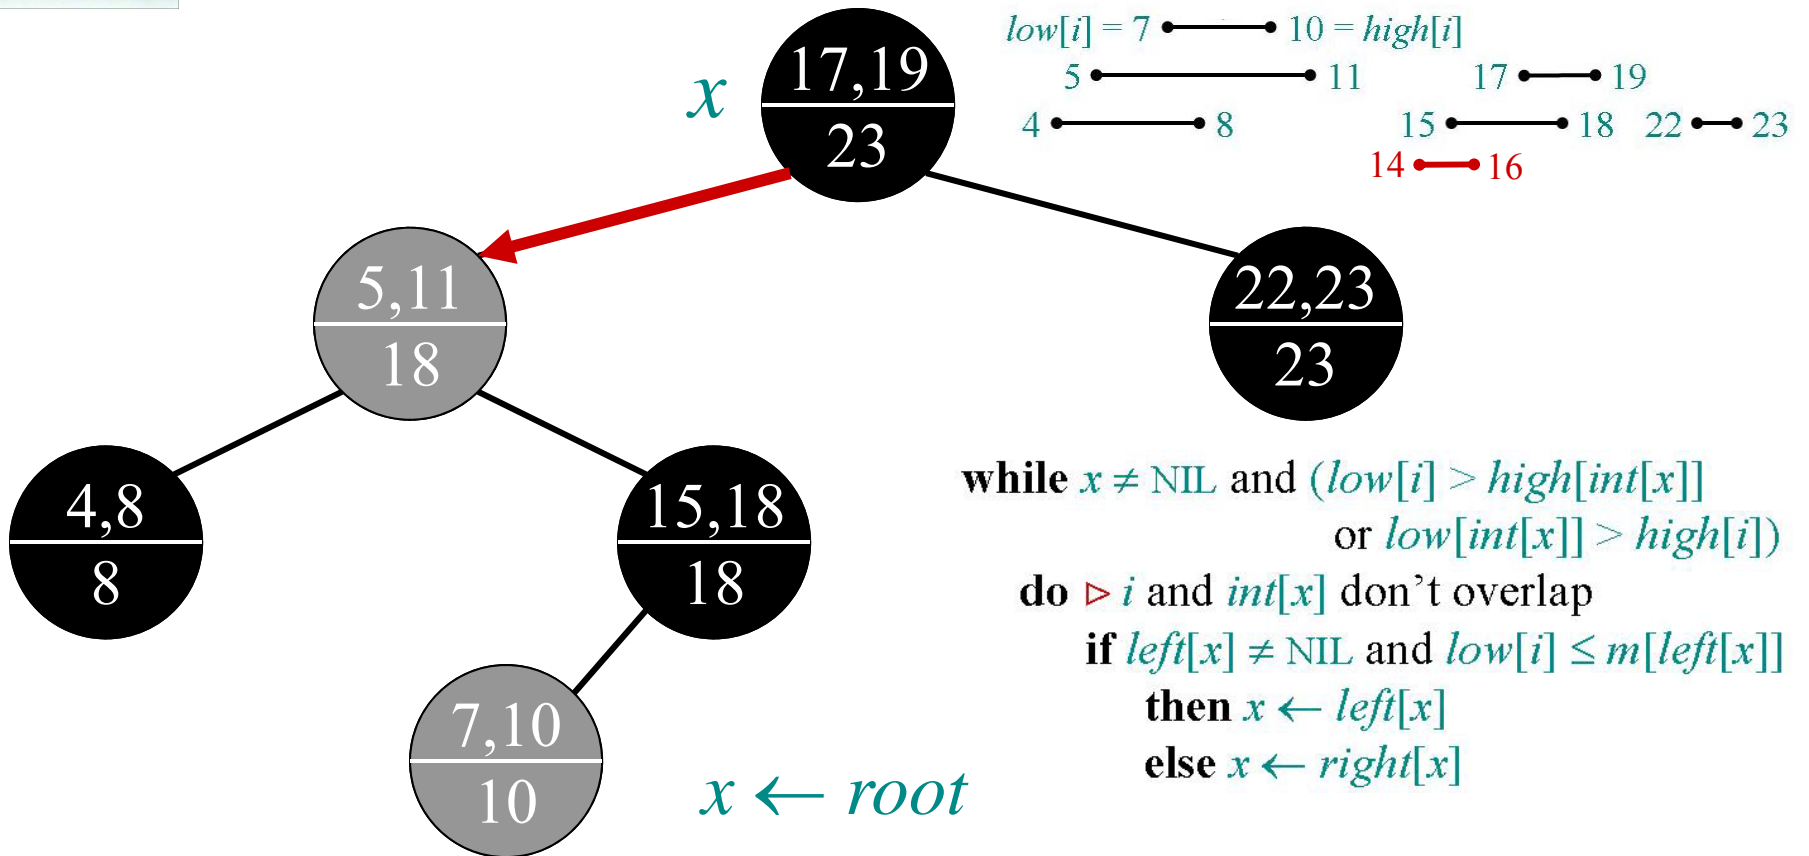 low[i] = 7 10 = high[i]
5 11 17 19
4 8 15 18 22 23
14 16
x
17,19
23
5,11
18
22,23
23
4,8
8
15,18
18
7,10
10
x ← root
while x ≠ NIL and (low[i] > high[int[x]]
or low[int[x]] > high[i])
do ▷ i and int[x] don’t overlap
if left[x] ≠ NIL and low[i] ≤ m[left[x]]
then x ← left[x]
else x ← right[x]